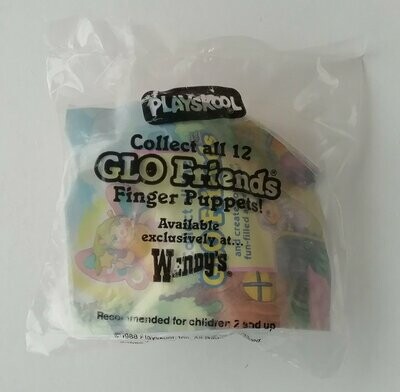 PLAYSKOOL
Collect all 12
GLO Friends®
Finger Puppets!
Available
exclusively at...
Wendy's®
Recommended for children 2 and up